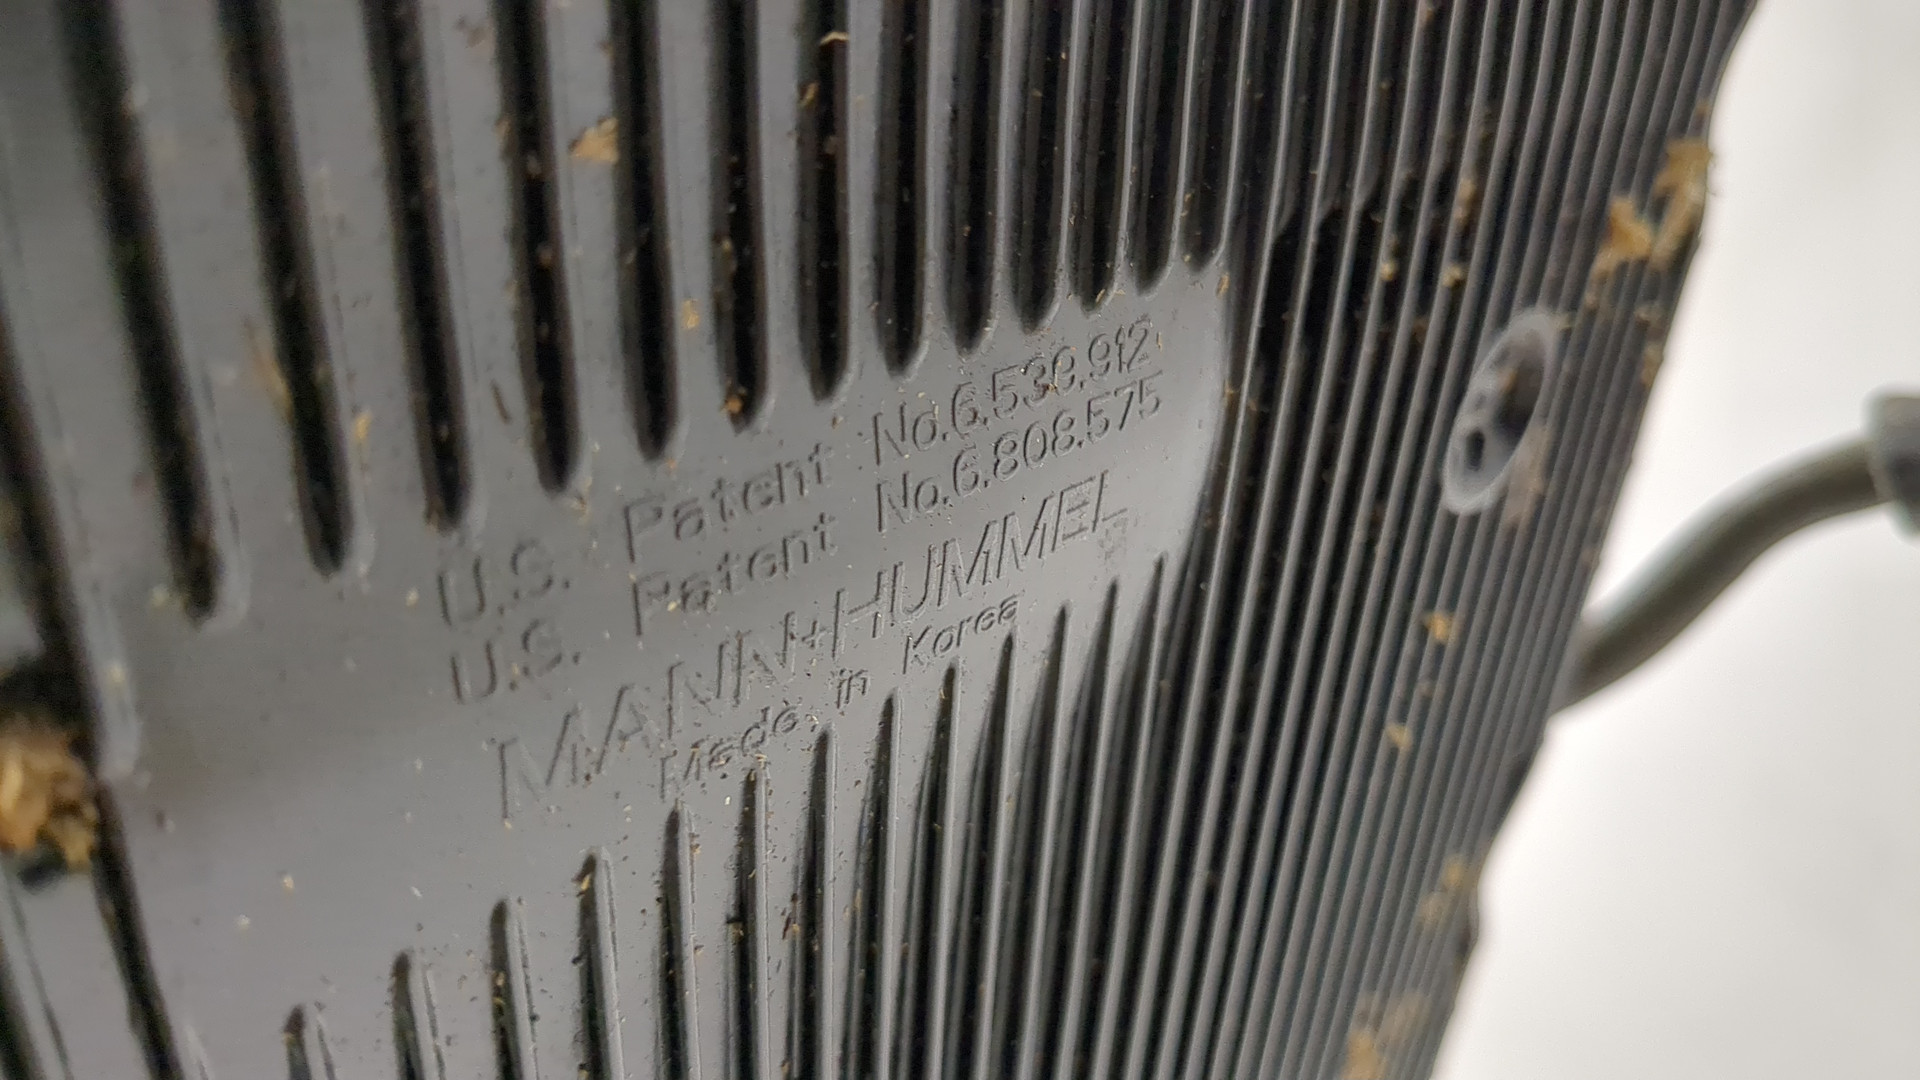 U.S. Patent No.6.539.912
U.S. Patent No.6.808.575
MANN+HUMMEL
Made in Korea